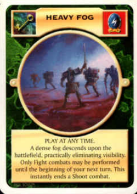 HEAVY FOG
PLAY AT ANY TIME.
A dense fog descends upon the
battlefield, practically eliminating visibility.
Only Fight combats may be performed
until the beginning of your next turn. This
instantly ends a Shoot combat.